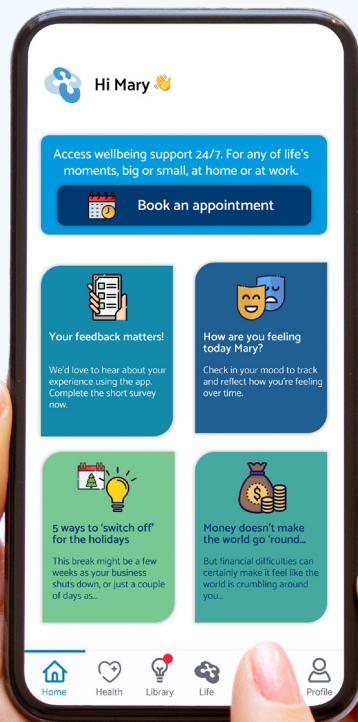 Hi Mary 👋
Access wellbeing support 24/7. For any of life's
moments, big or small, at home or at work.
Book an appointment
Your feedback matters!
We'd love to hear about your
experience using the app.
Complete the short survey
now.
How are you feeling
today Mary?
Check in your mood to track
and reflect how you're feeling
over time.
5 ways to 'switch off'
for the holidays
This break might be a few
weeks as your business
shuts down, or just a couple
of days as...
Money doesn't make
the world go 'round...
But financial difficulties can
certainly make it feel like the
world is crumbling around
you...
Home
Health
Library
Life
Profile